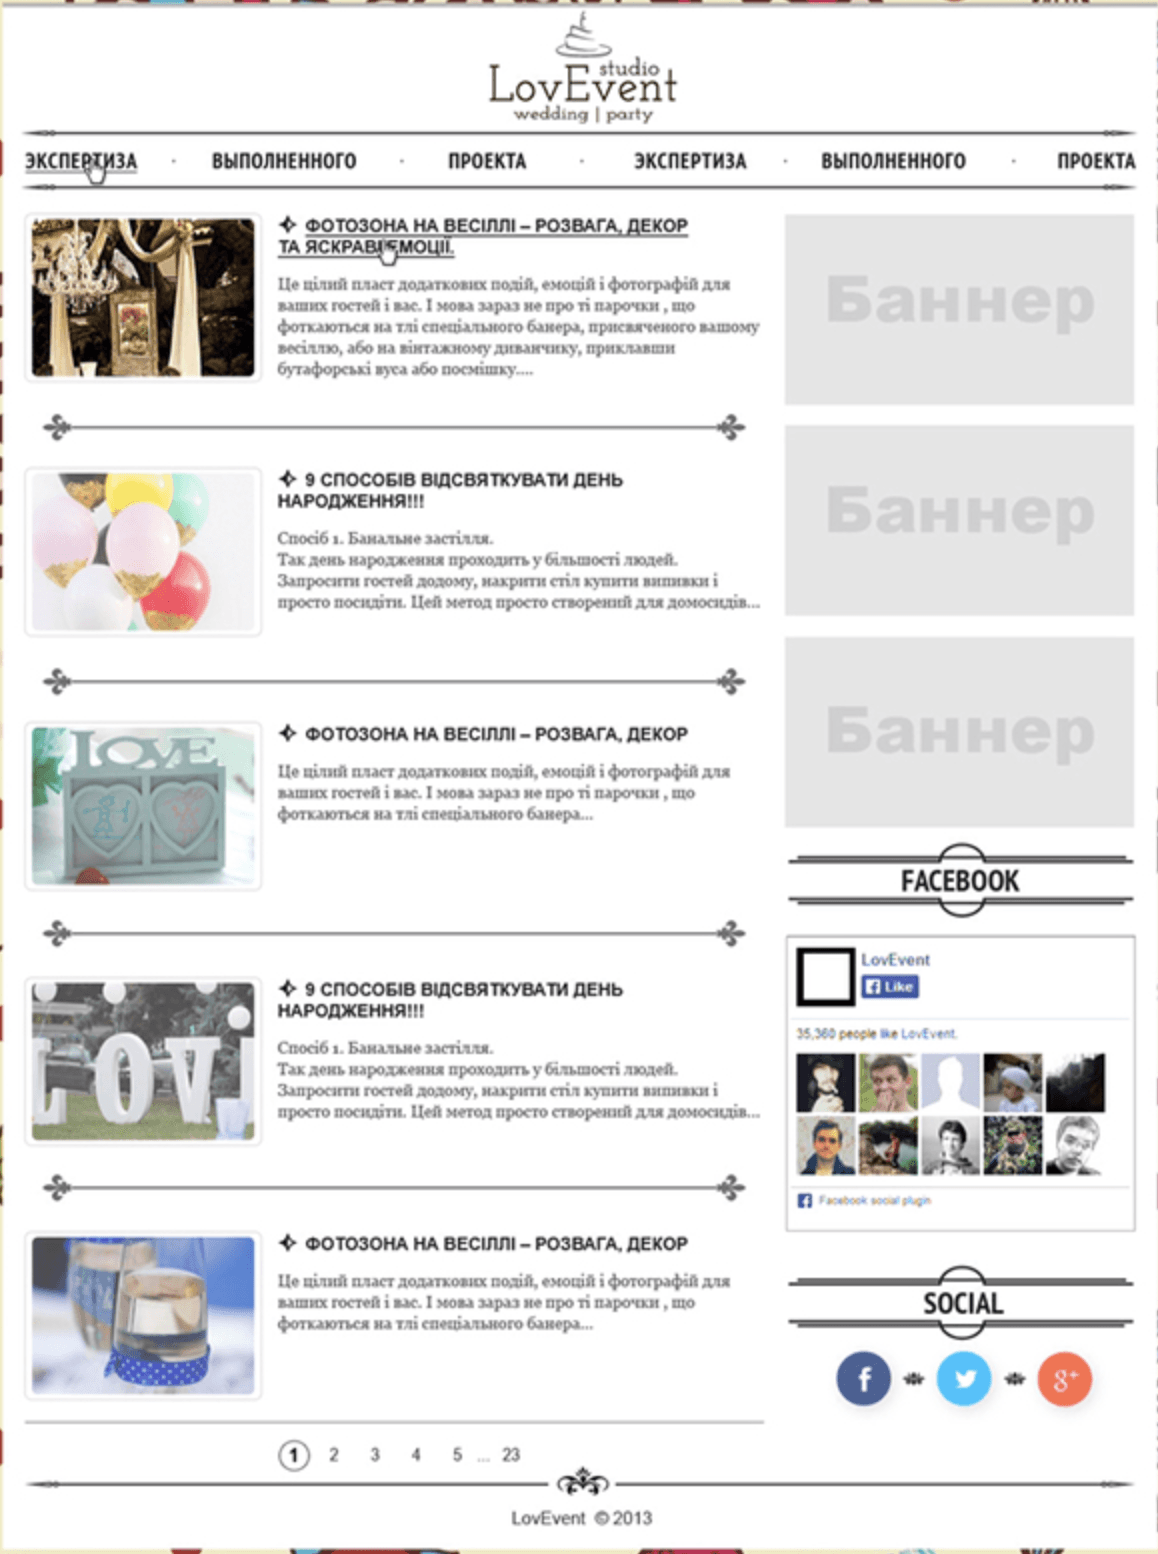 studio
LovEvent
wedding | party
ЭКСПЕРТИЗА · ВЫПОЛНЕННОГО · ПРОЕКТА · ЭКСПЕРТИЗА · ВЫПОЛНЕННОГО · ПРОЕКТА
ФОТОЗОНА НА ВЕСІЛЛІ – РОЗВАГА, ДЕКОР
ТА ЯСКРАВІ ЕМОЦІЇ.
Це цілий пласт додаткових подій, емоцій і фотографій для
ваших гостей і вас. І мова зараз не про ті парочки , що
фоткаються на тлі спеціального банера, присвяченого вашому
весіллю, або на вінтажному диванчику, приклавши
бутафорські вуса або посмішку....
9 СПОСОБІВ ВІДСВЯТКУВАТИ ДЕНЬ
НАРОДЖЕННЯ!!!
Спосіб 1. Банальне застілля.
Так день народження проходить у більшості людей.
Запросити гостей додому, накрити стіл купити випивки і
просто посидіти. Цей метод просто створений для домосидів...
LOVE
ФОТОЗОНА НА ВЕСІЛЛІ – РОЗВАГА, ДЕКОР
Це цілий пласт додаткових подій, емоцій і фотографій для
ваших гостей і вас. І мова зараз не про ті парочки , що
фоткаються на тлі спеціального банера...
LOV
9 СПОСОБІВ ВІДСВЯТКУВАТИ ДЕНЬ
НАРОДЖЕННЯ!!!
Спосіб 1. Банальне застілля.
Так день народження проходить у більшості людей.
Запросити гостей додому, накрити стіл купити випивки і
просто посидіти. Цей метод просто створений для домосидів...
ФОТОЗОНА НА ВЕСІЛЛІ – РОЗВАГА, ДЕКОР
Це цілий пласт додаткових подій, емоцій і фотографій для
ваших гостей і вас. І мова зараз не про ті парочки , що
фоткаються на тлі спеціального банера...
1 2 3 4 5 ... 23
Баннер
Баннер
Баннер
FACEBOOK
LovEvent
Like
35,360 people like LovEvent.
Facebook social plugin
SOCIAL
f
g+
LovEvent © 2013